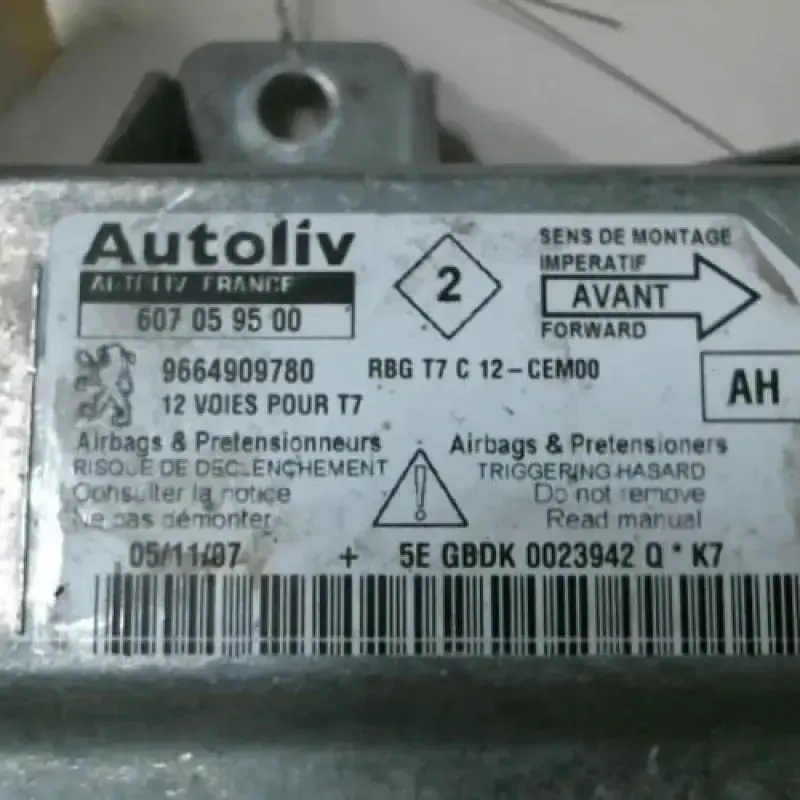 Autoliv
AUTOLIV FRANCE
607 05 95 00
2
SENS DE MONTAGE
IMPERATIF
AVANT
FORWARD
9664909780
RBG T7 C 12-CEM00
12 VOIES POUR T7
AH
Airbags & Pretensionneurs
RISQUE DE DECLENCHEMENT
Consulter la notice
Ne pas démonter
Airbags & Pretensioners
TRIGGERING HASARD
Do not remove
Read manual
05/11/07 + 5E GBDK 0023942 Q * K7